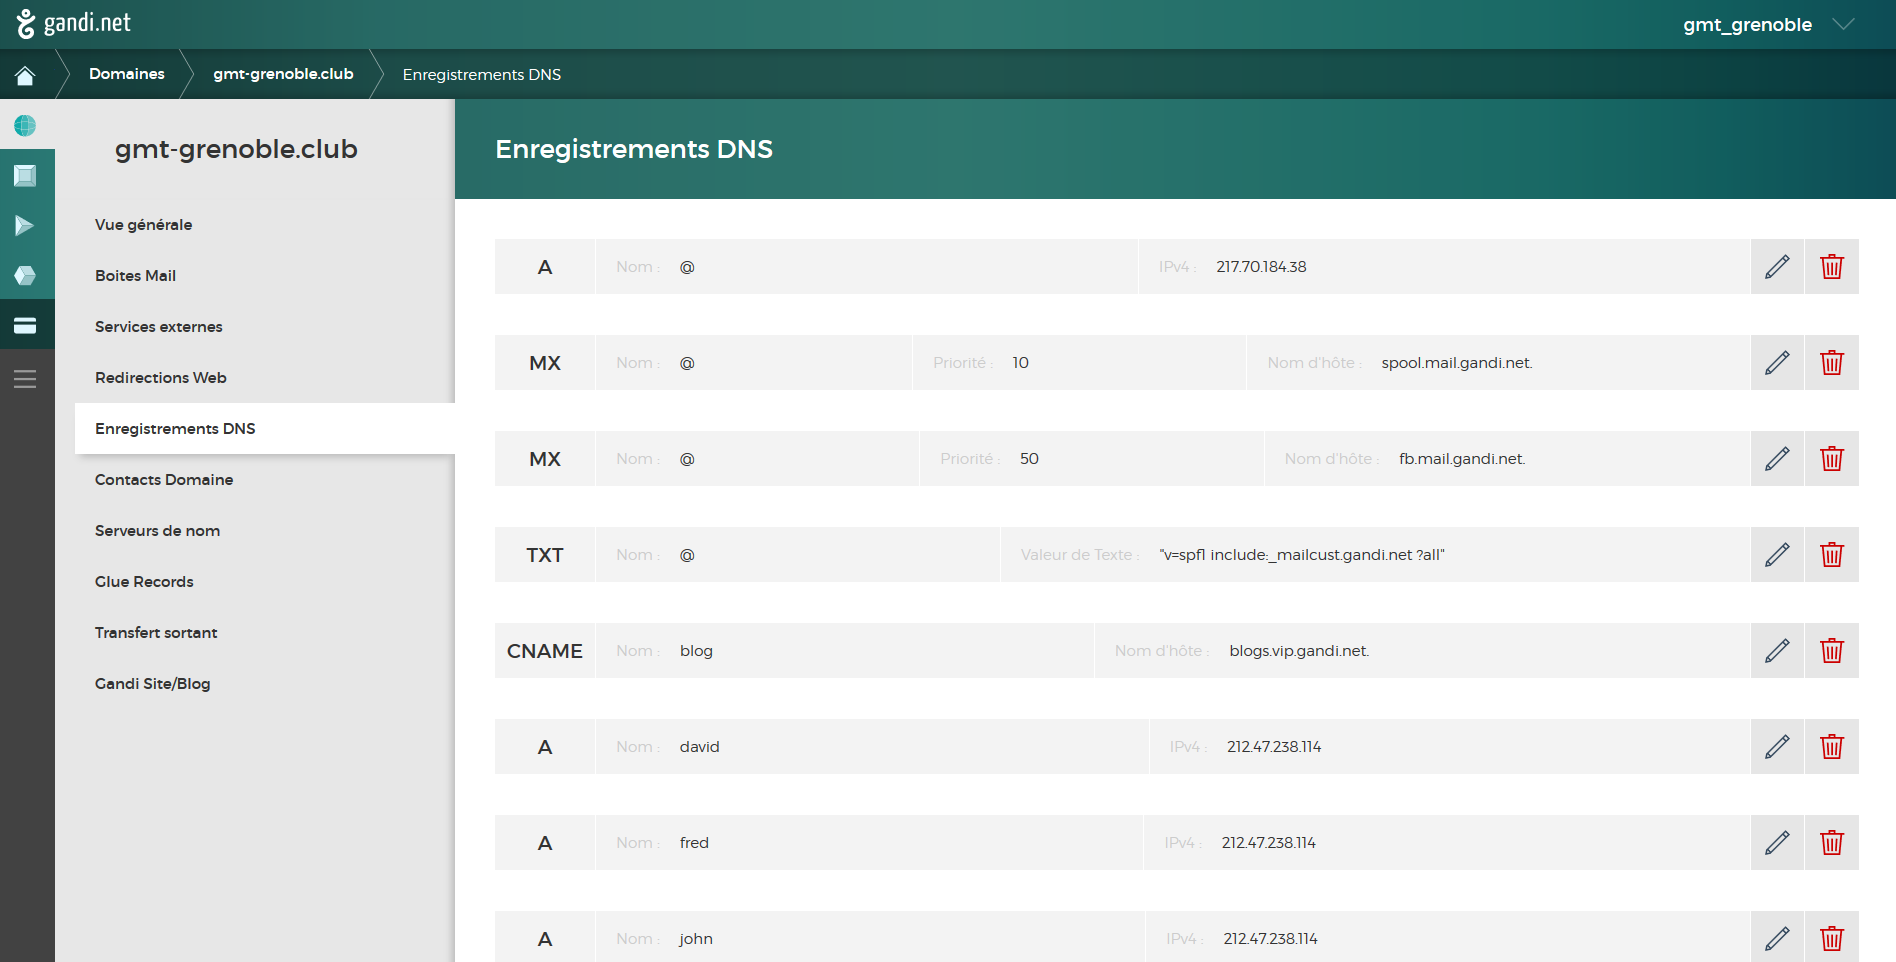 gandi.net
gmt_grenoble
Domaines gmt-grenoble.club Enregistrements DNS
gmt-grenoble.club
Vue générale
Boites Mail
Services externes
Redirections Web
Enregistrements DNS
Contacts Domaine
Serveurs de nom
Glue Records
Transfert sortant
Gandi Site/Blog
Enregistrements DNS
A Nom : @ IPv4 : 217.70.184.38
MX Nom : @ Priorité : 10 Nom d'hôte : spool.mail.gandi.net.
MX Nom : @ Priorité : 50 Nom d'hôte : fb.mail.gandi.net.
TXT Nom : @ Valeur de Texte : "v=spf1 include:_mailcust.gandi.net ?all"
CNAME Nom : blog Nom d'hôte : blogs.vip.gandi.net.
A Nom : david IPv4 : 212.47.238.114
A Nom : fred IPv4 : 212.47.238.114
A Nom : john IPv4 : 212.47.238.114